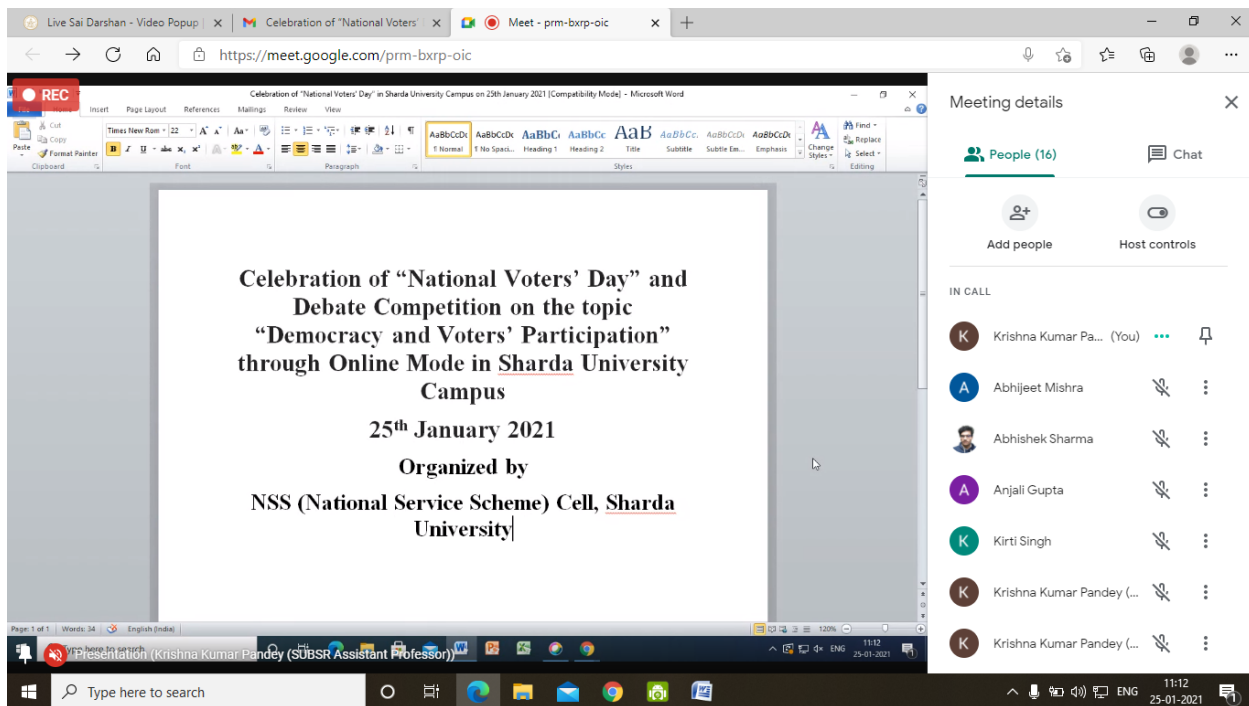 Live Sai Darshan - Video Popup |
Celebration of "National Voters'
Meet - prm-bxrp-oic
https://meet.google.com/prm-bxrp-oic
REC
Celebration of "National Voters' Day" in Sharda University Campus on 25th January 2021 [Compatibility Mode] - Microsoft Word
Insert Page Layout References Mailings Review View
Cut
Copy
Format Painter
Paste
Times New Rom 22
AaBbCcDc AaBbCcDc AaBbC AaBbCc AaB AaBbCc. AaBbCcDi AaBbCcDc
¶ Normal ¶ No Spaci... Heading 1 Heading 2 Title Subtitle Subtle Em... Emphasis
Change Styles
Find
Replace
Select
Clipboard Font Paragraph Styles Editing
Celebration of “National Voters’ Day” and
Debate Competition on the topic
“Democracy and Voters’ Participation”
through Online Mode in Sharda University
Campus
25th January 2021
Organized by
NSS (National Service Scheme) Cell, Sharda
University
Page: 1 of 1 Words: 34 English (India) 120%
Presentation (Krishna Kumar Pandey (SUBSR Assistant Professor))
ENG 11:12
25-01-2021
Meeting details
People (16) Chat
Add people Host controls
IN CALL
Krishna Kumar Pa... (You)
Abhijeet Mishra
Abhishek Sharma
Anjali Gupta
Kirti Singh
Krishna Kumar Pandey (...
Krishna Kumar Pandey (...
Type here to search
ENG 11:12
25-01-2021